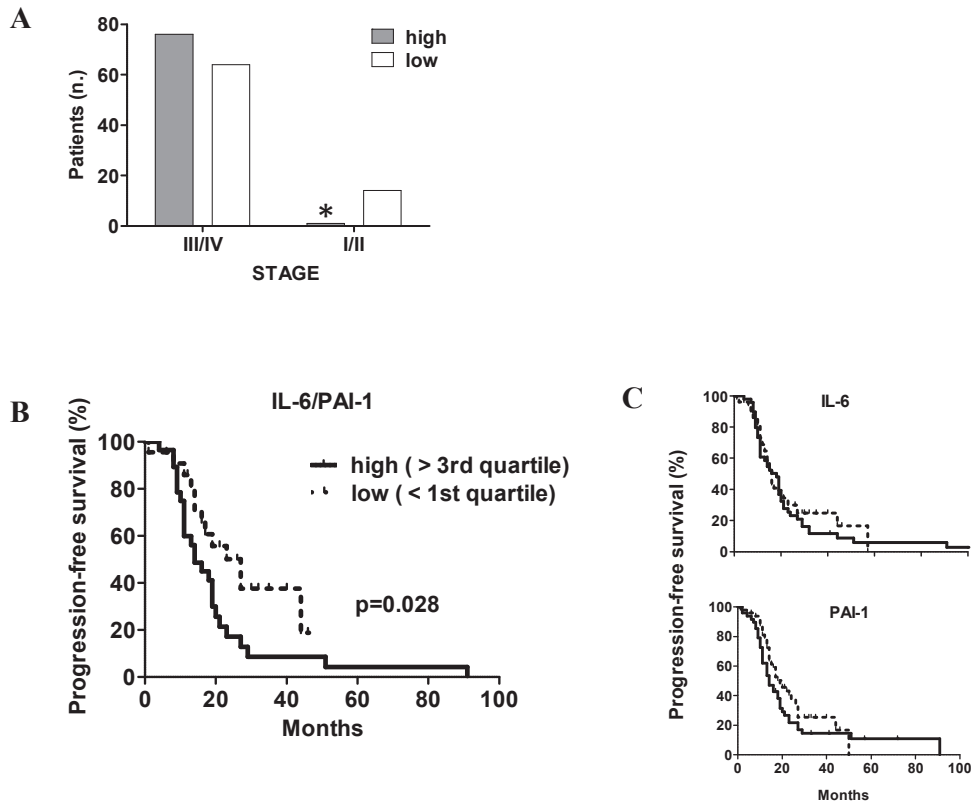 A
80
60
40
20
0
Patients (n.)
high
low
*
III/IV
I/II
STAGE
B
IL-6/PAI-1
Progression-free survival (%)
100
80
60
40
20
0
high ( > 3rd quartile)
low ( < 1st quartile)
p=0.028
0 20 40 60 80 100
Months
C
IL-6
100
80
60
40
20
0
Progression-free survival (%)
PAI-1
100
80
60
40
20
0
0 20 40 60 80 100
Months